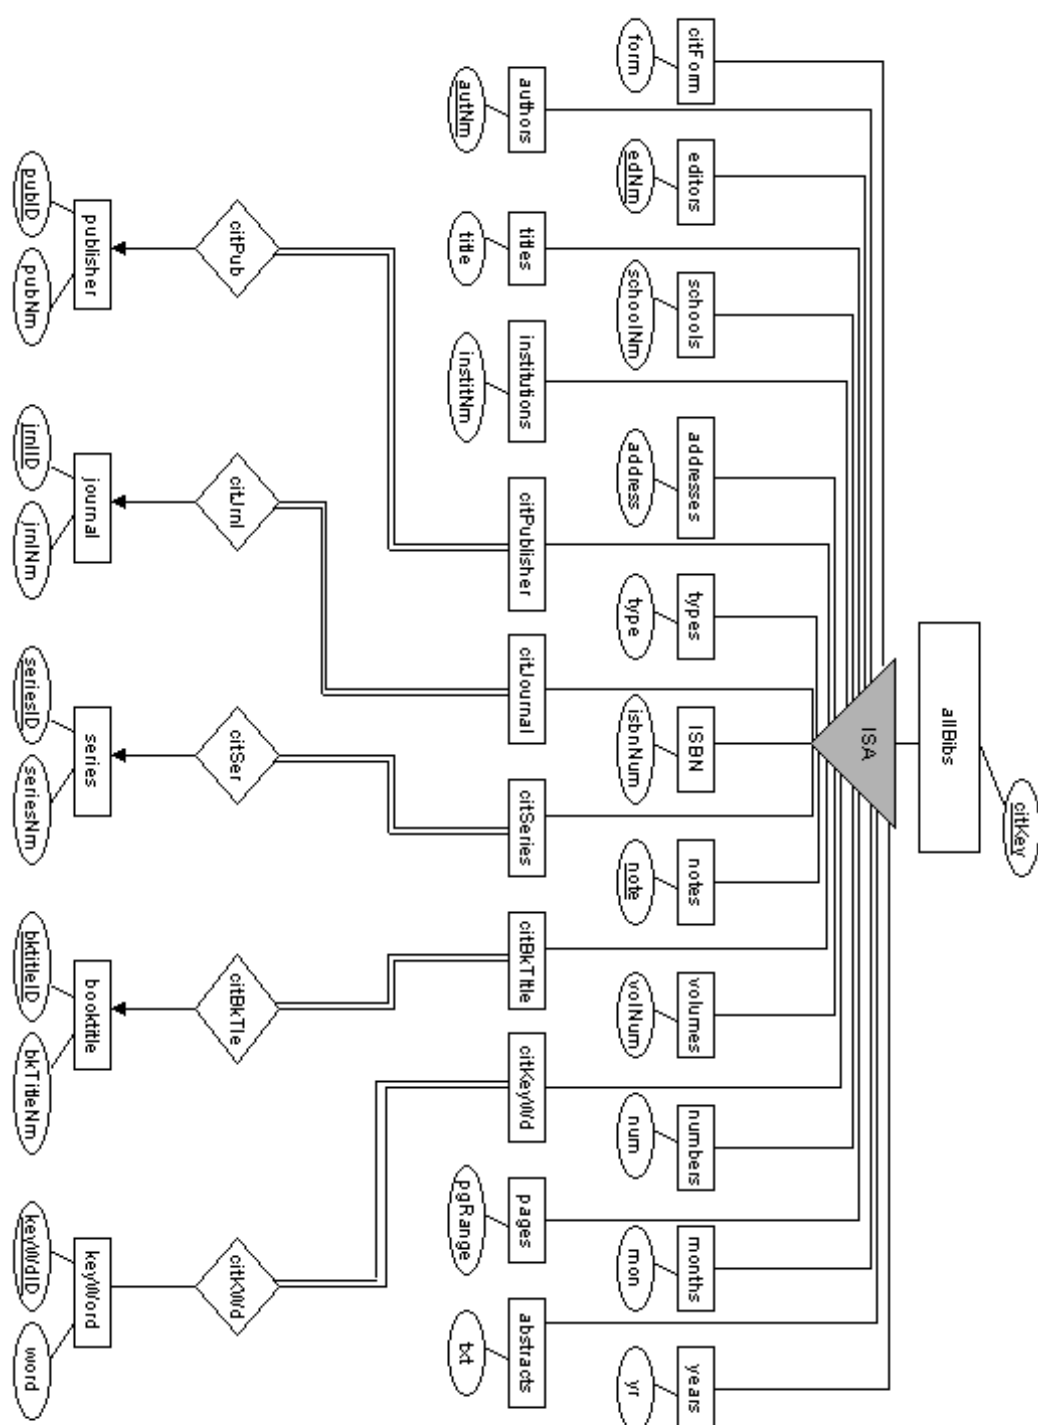 citKey
allBibs
ISA
citForm
editors
schools
addresses
types
ISBN
notes
volumes
numbers
months
years
form
edNm
schoolNm
address
type
isbnNum
note
volNum
num
mon
yr
authors
titles
institutions
citPublisher
citJournal
citSeries
citBkTItle
citKeyWd
pages
abstracts
autNm
title
institNm
pgRange
txt
citPub
citJrnl
citSer
citBkTle
citKWd
publisher
journal
series
booktitle
keyWord
pubID
pubNm
jrnlID
jrnlNm
seriesID
seriesNm
bktitleID
bkTitleNm
keyWdID
word